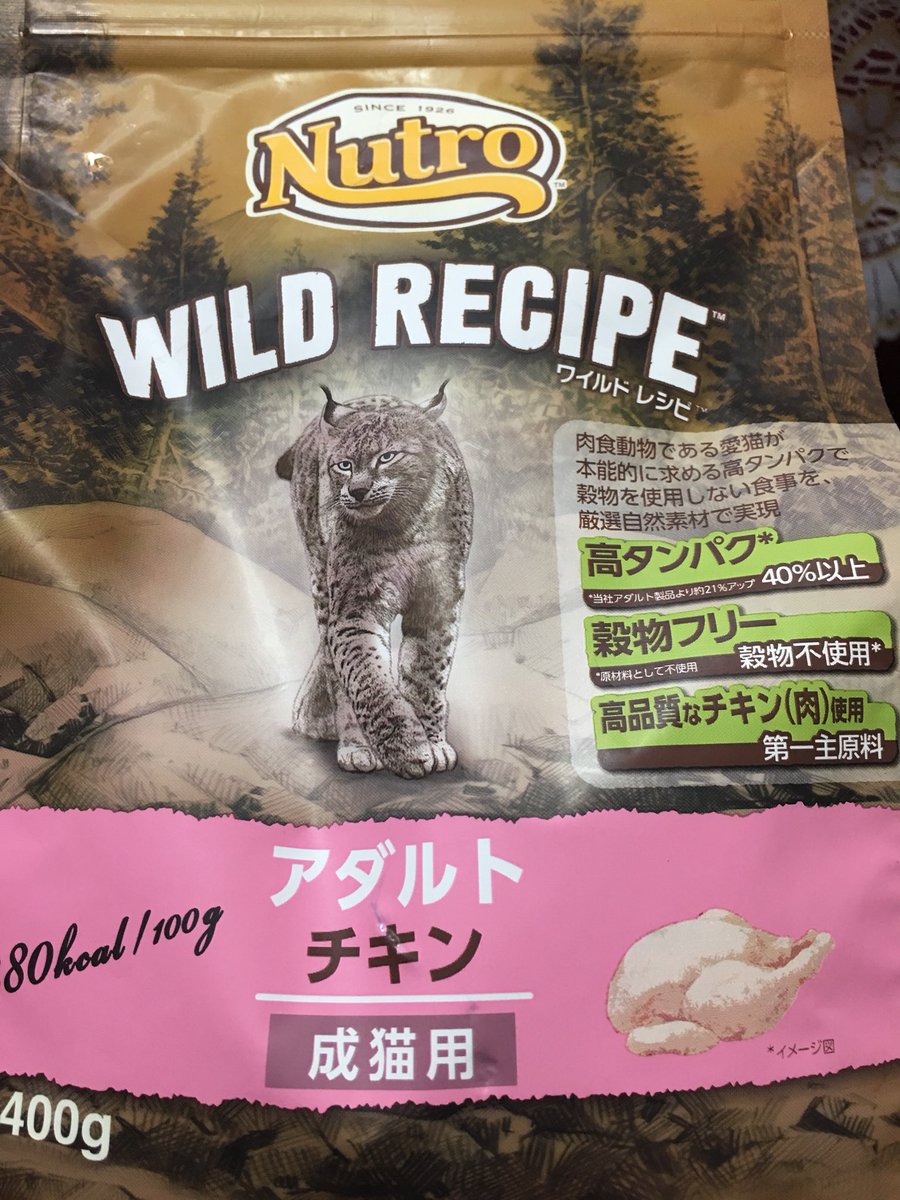 SINCE 1926
Nutro™
WILD RECIPE™
ワイルド レシピ™
肉食動物である愛猫が
本能的に求める高タンパクで
穀物を使用しない食事を、
厳選自然素材で実現
高タンパク*
*当社アダルト製品より約21%アップ 40%以上
穀物フリー
*原材料として不使用 穀物不使用*
高品質なチキン(肉)使用
第一主原料
アダルト
80kcal/100g
チキン
成猫用
*イメージ図
400g